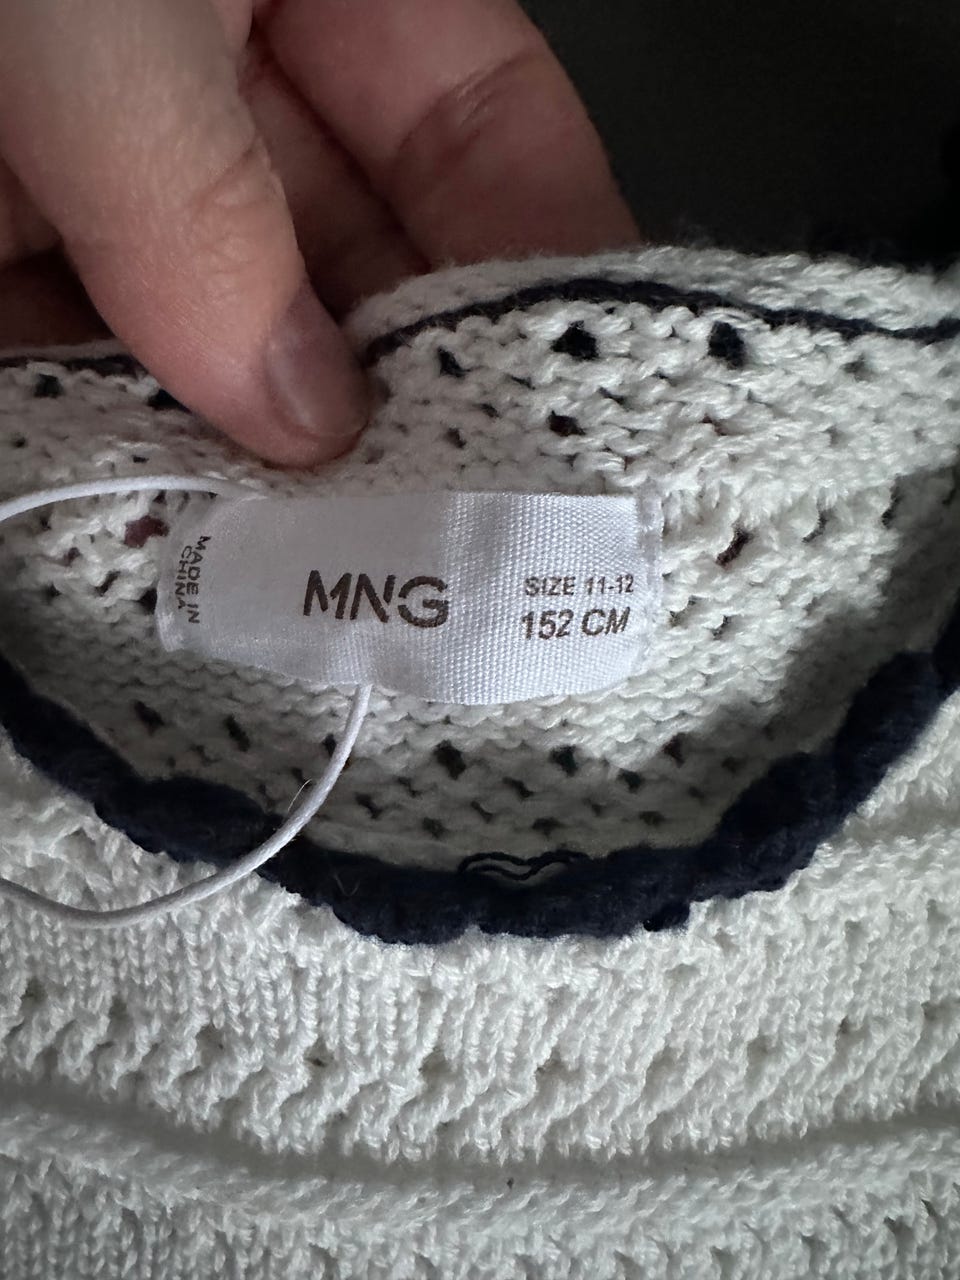 MADE IN
CHINA
MNG
SIZE 11-12
152 CM